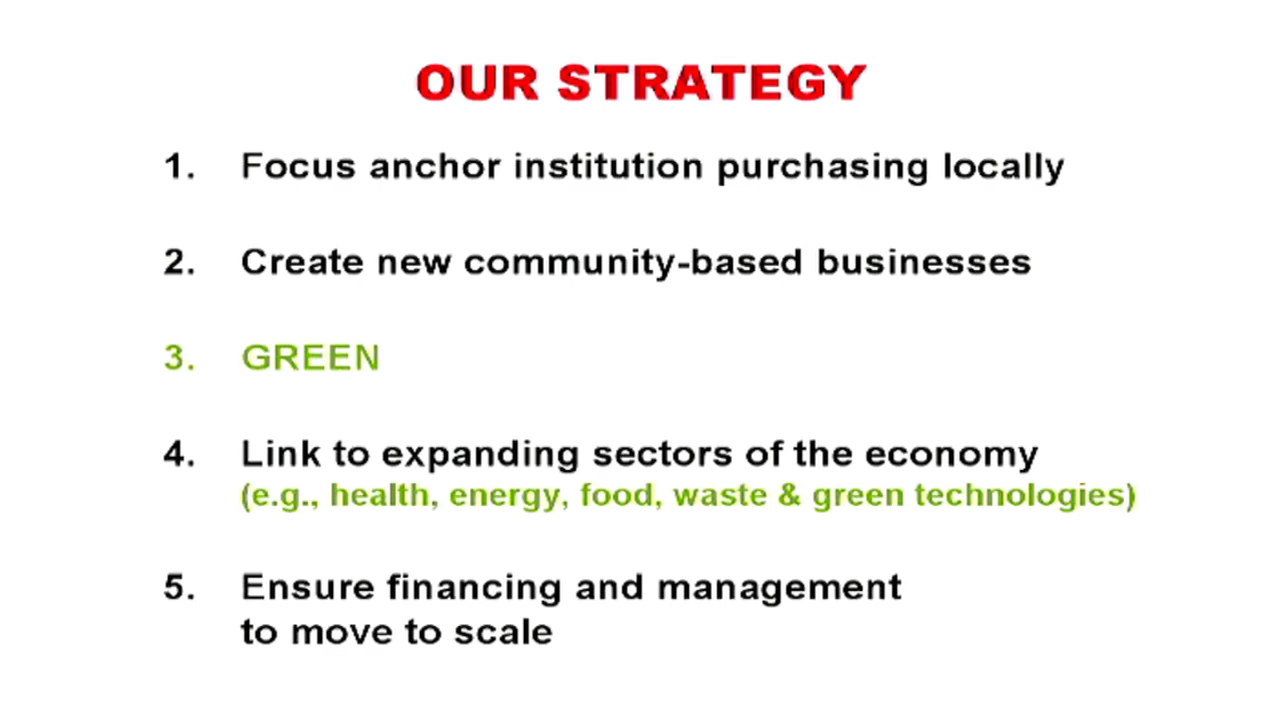 OUR STRATEGY
1. Focus anchor institution purchasing locally
2. Create new community-based businesses
3. GREEN
4. Link to expanding sectors of the economy
(e.g., health, energy, food, waste & green technologies)
5. Ensure financing and management
to move to scale